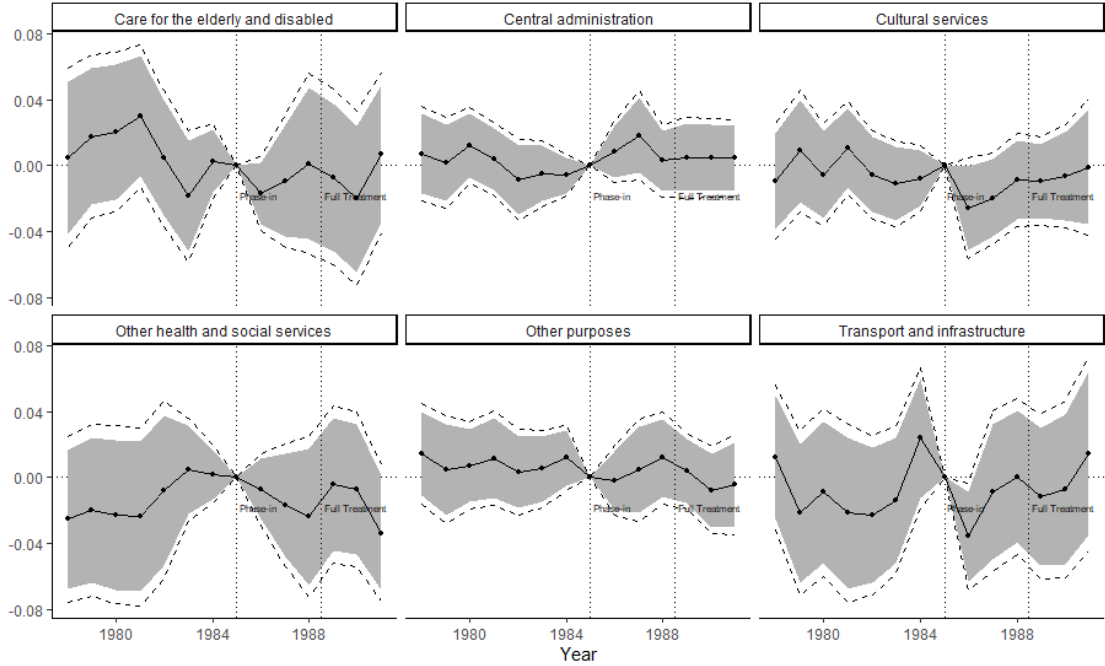 Care for the elderly and disabled
Central administration
Cultural services
0.08
0.04
0.00
-0.04
-0.08
Phase-in
Full Treatment
Phase-in
Full Treatment
Phase-in
Full Treatment
Other health and social services
Other purposes
Transport and infrastructure
0.08
0.04
0.00
-0.04
-0.08
Phase-in
Full Treatment
Phase-in
Full Treatment
Phase-in
Full Treatment
1980
1984
1988
1980
1984
1988
1980
1984
1988
Year